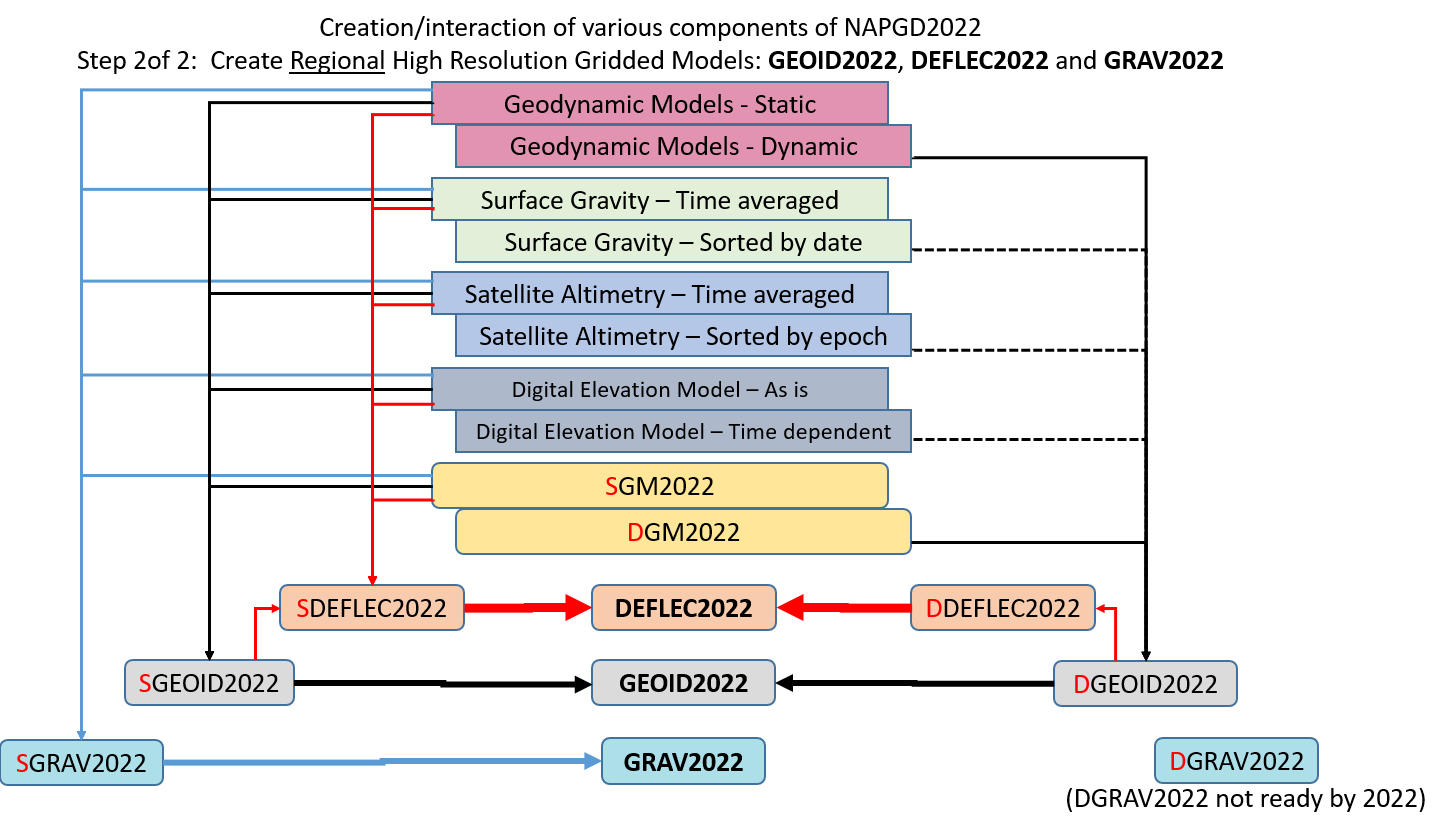 Creation/interaction of various components of NAPGD2022
Step 2of 2: Create Regional High Resolution Gridded Models: GEOID2022, DEFLEC2022 and GRAV2022
Geodynamic Models - Static
Geodynamic Models - Dynamic
Surface Gravity – Time averaged
Surface Gravity – Sorted by date
Satellite Altimetry – Time averaged
Satellite Altimetry – Sorted by epoch
Digital Elevation Model – As is
Digital Elevation Model – Time dependent
SGM2022
DGM2022
SDEFLEC2022
DEFLEC2022
DDEFLEC2022
SGEOID2022
GEOID2022
DGEOID2022
SGRAV2022
GRAV2022
DGRAV2022
(DGRAV2022 not ready by 2022)